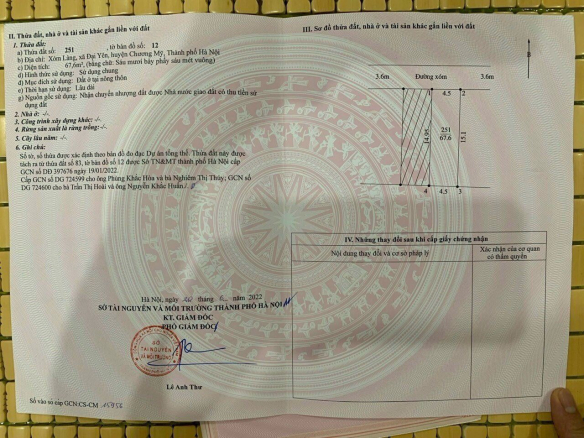 II. Thửa đất, nhà ở và tài sản khác gắn liền với đất
1. Thửa đất:
a) Thửa đất số: 251 , tờ bản đồ số: 12
b) Địa chỉ: Xóm Làng, xã Đại Yên, huyện Chương Mỹ, Thành phố Hà Nội
c) Diện tích: 67,6m², (bằng chữ: Sáu mươi bảy phẩy sáu mét vuông)
d) Hình thức sử dụng: Sử dụng chung
đ) Mục đích sử dụng: Đất ở tại nông thôn
e) Thời hạn sử dụng: Lâu dài
g) Nguồn gốc sử dụng: Nhận chuyển nhượng đất được Nhà nước giao đất có thu tiền sử
dụng đất
2. Nhà ở: -/-
3. Công trình xây dựng khác: -/-
4. Rừng sản xuất là rừng trồng: -/-
5. Cây lâu năm: -/-
6. Ghi chú:
Số tờ, số thửa được xác định theo bản đồ đo đạc Dự án tổng thể. Thửa đất này được
tách ra từ thửa đất số 83, tờ bản đồ số 12 được Sở TN&MT thành phố Hà Nội cấp
GCN số DĐ 397676 ngày 19/01/2022.
Cấp GCN số DG 724599 cho ông Phùng Khắc Hòa và bà Nghiêm Thị Thùy; GCN số
DG 724600 cho bà Trần Thị Hoài và ông Nguyễn Khắc Huấn./.
Hà Nội, ngày tháng năm 2022
SỞ TÀI NGUYÊN VÀ MÔI TRƯỜNG THÀNH PHỐ HÀ NỘI
KT. GIÁM ĐỐC
PHÓ GIÁM ĐỐC
SỞ
TÀI NGUYÊN
VÀ MÔI TRƯỜNG
Lê Anh Thư
Số vào sổ cấp GCN:CS-CM
III. Sơ đồ thửa đất, nhà ở và tài sản khác gắn liền với đất
3.6m Đường xóm 3.6m
1 4.5 2
14.95
251
67.6
15.1
4 4.5 3
IV. Những thay đổi sau khi cấp giấy chứng nhận
Nội dung thay đổi và cơ sở pháp lý
Xác nhận của cơ quan
có thẩm quyền